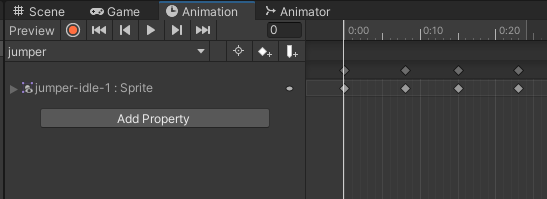 Scene Game Animation Animator
Preview 0 0:00 0:10 0:20
jumper
jumper-idle-1 : Sprite
Add Property